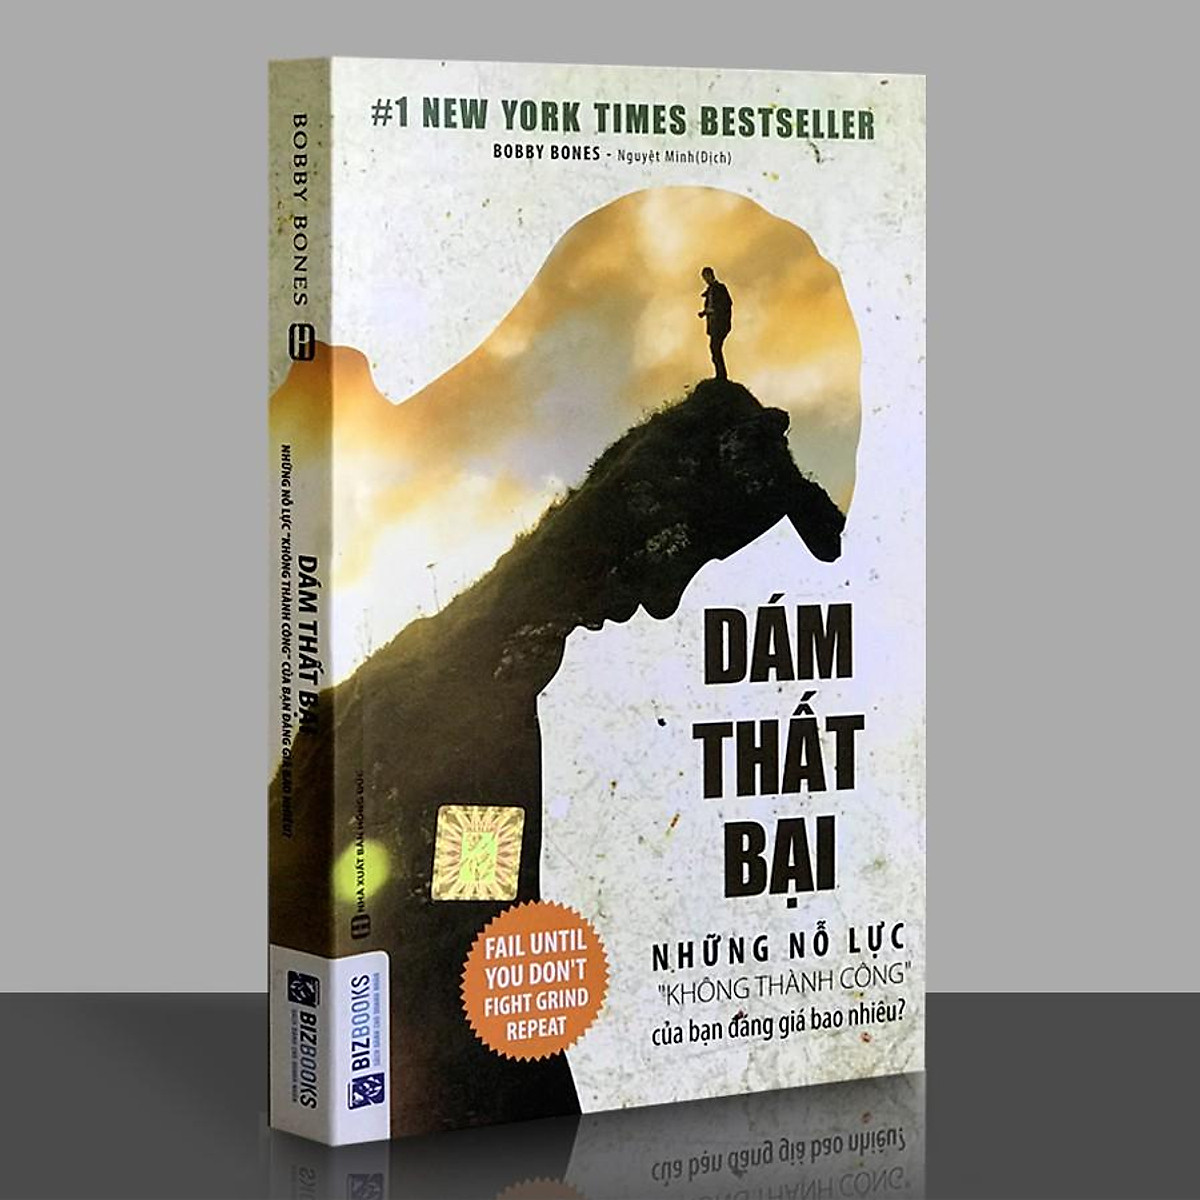 #1 NEW YORK TIMES BESTSELLER
BOBBY BONES - Nguyệt Minh(Dịch)
DÁM
THẤT
BẠI
NHỮNG NỖ LỰC
"KHÔNG THÀNH CÔNG"
của bạn đáng giá bao nhiêu?
FAIL UNTIL
YOU DON'T
FIGHT GRIND
REPEAT
NHÀ XUẤT BẢN HỒNG ĐỨC
BIZBOOKS
BOBBY BONES
DÁM THẤT BẠI
NHỮNG NỖ LỰC "KHÔNG THÀNH CÔNG" CỦA BẠN ĐÁNG GIÁ BAO NHIÊU?
BIZBOOKS